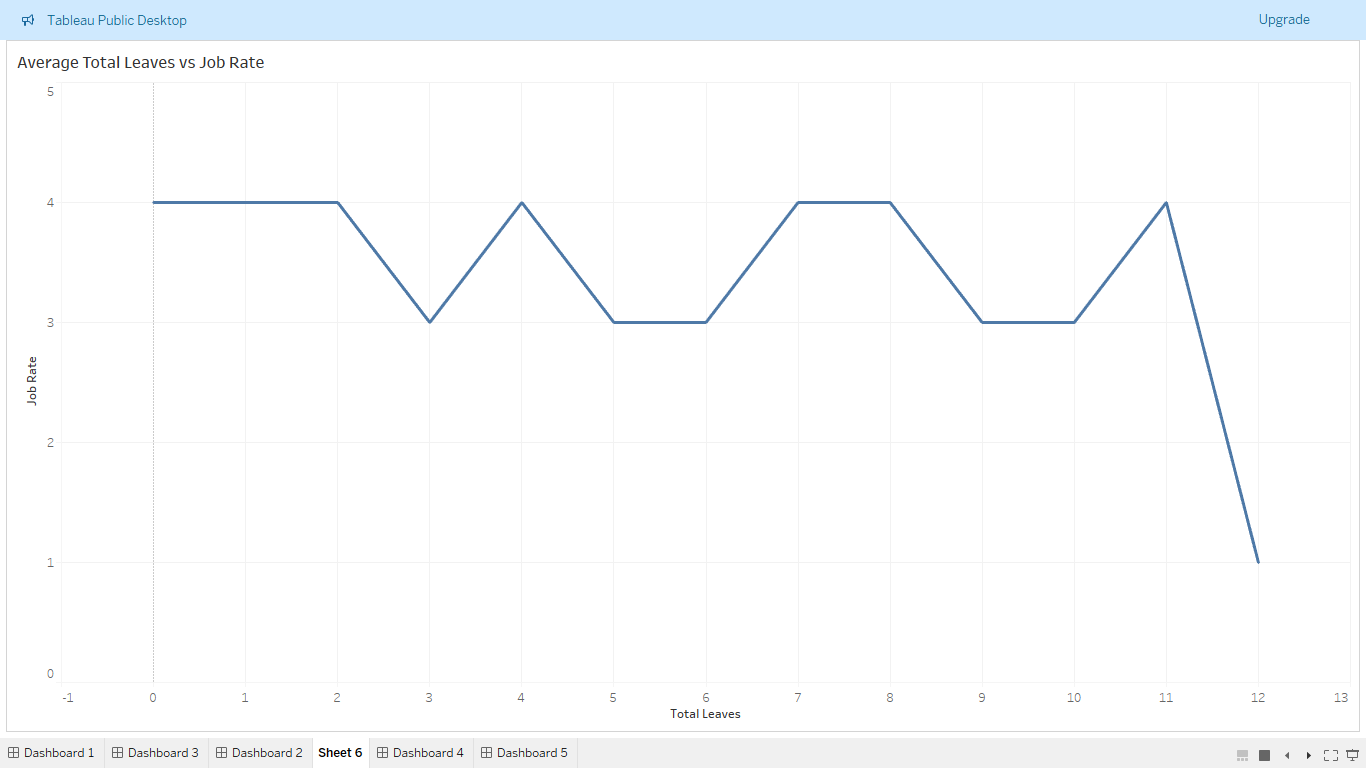 Tableau Public Desktop
Upgrade
Average Total Leaves vs Job Rate
5
4
3
2
1
0
Job Rate
-1 0 1 2 3 4 5 6 7 8 9 10 11 12 13
Total Leaves
Dashboard 1 Dashboard 3 Dashboard 2 Sheet 6 Dashboard 4 Dashboard 5